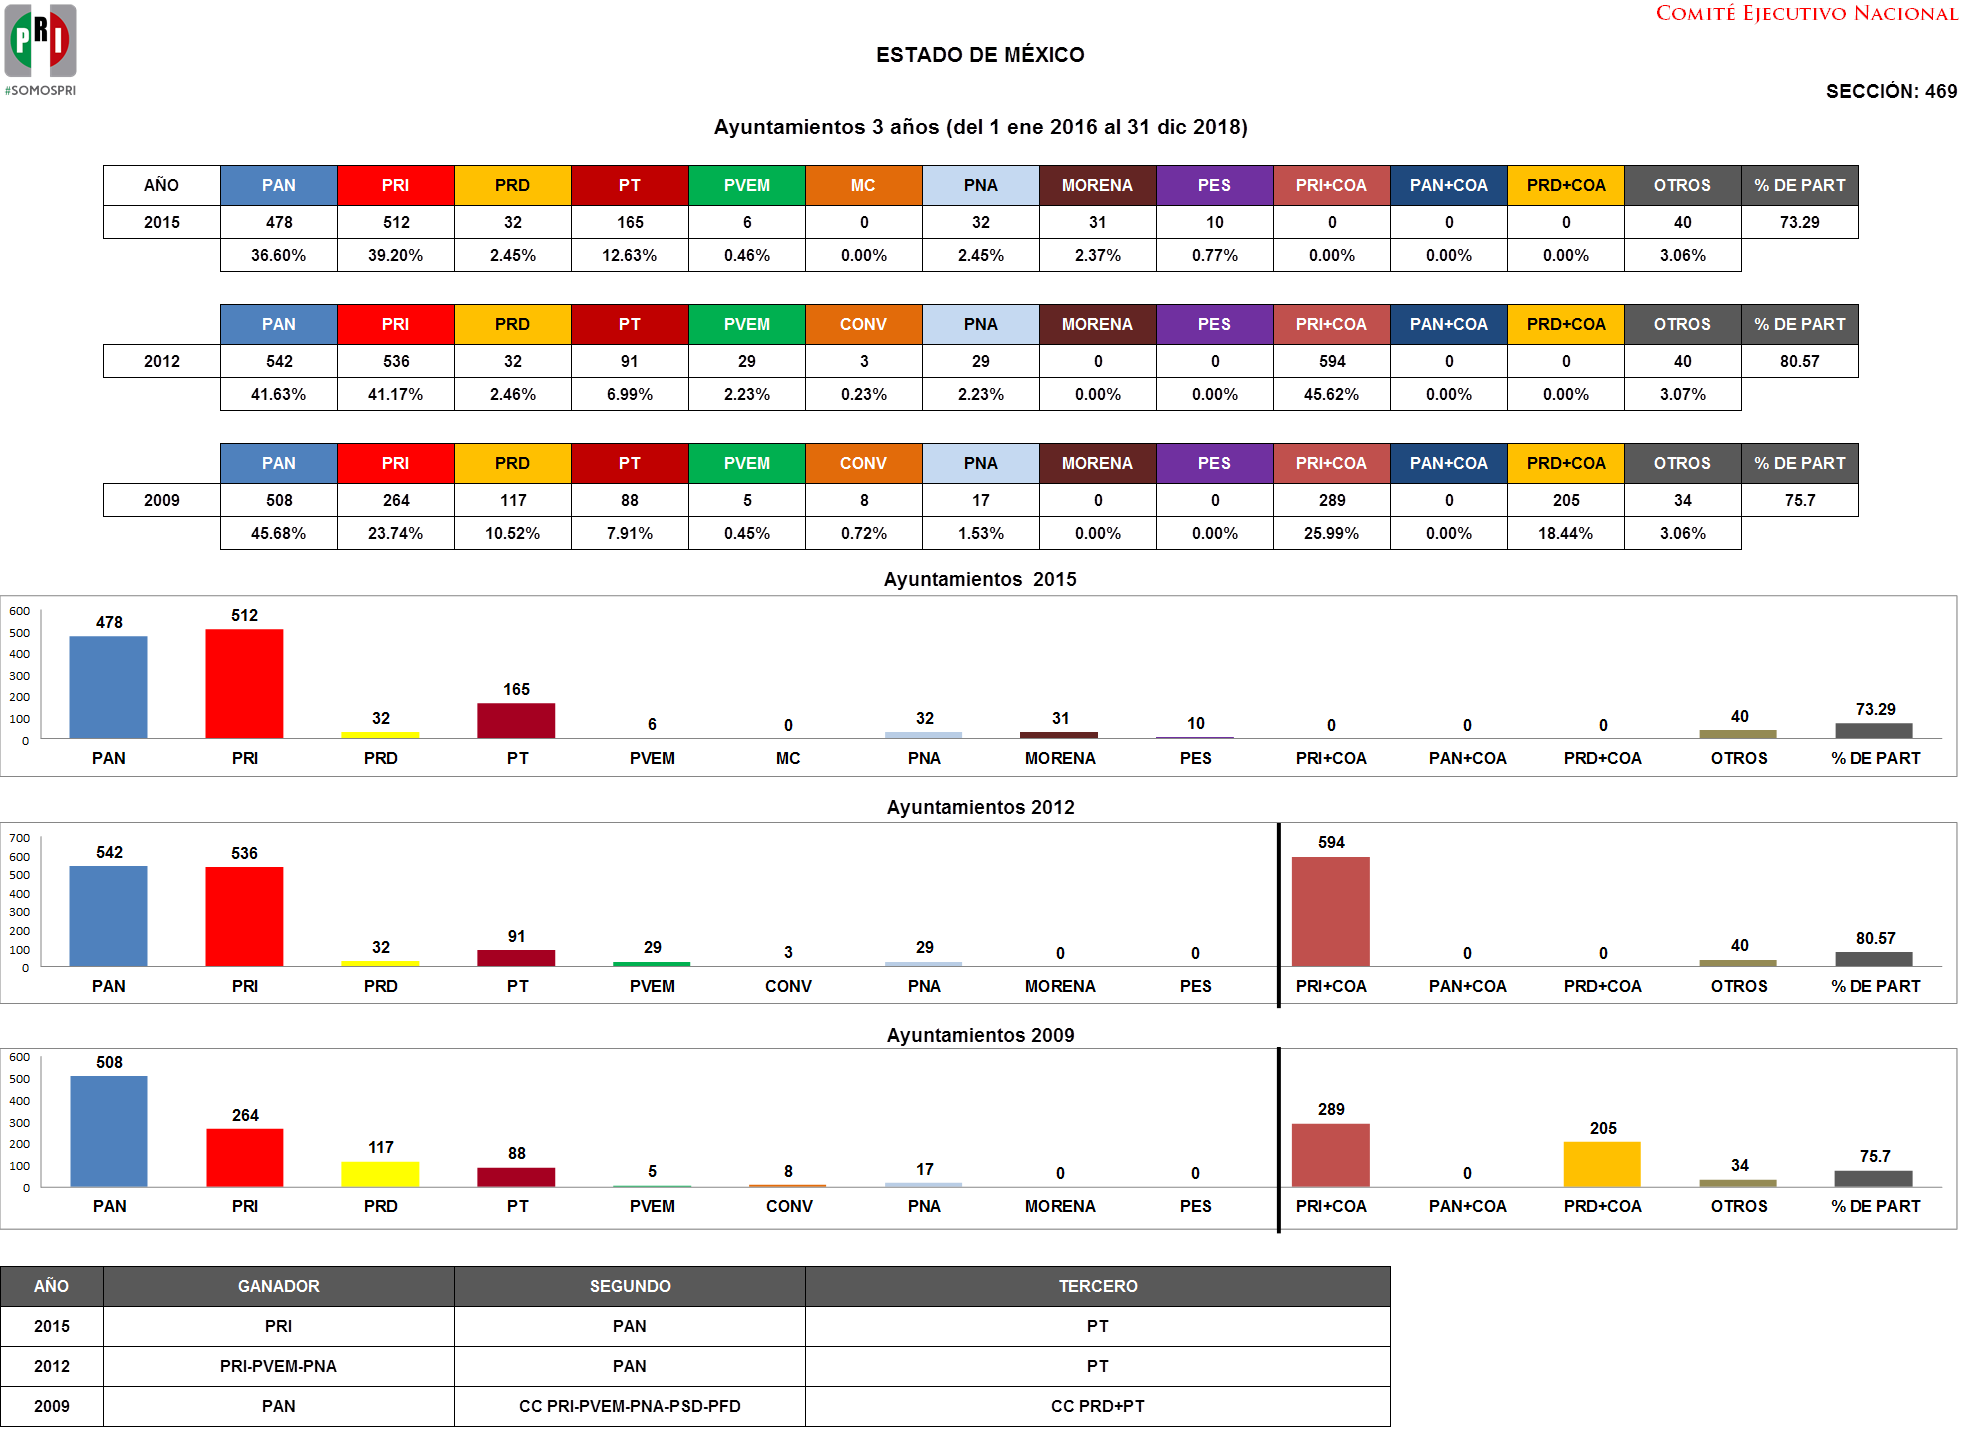 PRI
#SOMOSPRI
COMITÉ EJECUTIVO NACIONAL
ESTADO DE MÉXICO
SECCIÓN: 469
Ayuntamientos 3 años (del 1 ene 2016 al 31 dic 2018)
AÑO PAN PRI PRD PT PVEM MC PNA MORENA PES PRI+COA PAN+COA PRD+COA OTROS % DE PART
2015 478 512 32 165 6 0 32 31 10 0 0 0 40 73.29
36.60% 39.20% 2.45% 12.63% 0.46% 0.00% 2.45% 2.37% 0.77% 0.00% 0.00% 0.00% 3.06%
PAN PRI PRD PT PVEM CONV PNA MORENA PES PRI+COA PAN+COA PRD+COA OTROS % DE PART
2012 542 536 32 91 29 3 29 0 0 594 0 0 40 80.57
41.63% 41.17% 2.46% 6.99% 2.23% 0.23% 2.23% 0.00% 0.00% 45.62% 0.00% 0.00% 3.07%
PAN PRI PRD PT PVEM CONV PNA MORENA PES PRI+COA PAN+COA PRD+COA OTROS % DE PART
2009 508 264 117 88 5 8 17 0 0 289 0 205 34 75.7
45.68% 23.74% 10.52% 7.91% 0.45% 0.72% 1.53% 0.00% 0.00% 25.99% 0.00% 18.44% 3.06%
Ayuntamientos 2015
600
500
400
300
200
100
0
478 512 32 165 6 0 32 31 10 0 0 0 40 73.29
PAN PRI PRD PT PVEM MC PNA MORENA PES PRI+COA PAN+COA PRD+COA OTROS % DE PART
Ayuntamientos 2012
700
600
500
400
300
200
100
0
542 536 32 91 29 3 29 0 0 594 0 0 40 80.57
PAN PRI PRD PT PVEM CONV PNA MORENA PES PRI+COA PAN+COA PRD+COA OTROS % DE PART
Ayuntamientos 2009
600
500
400
300
200
100
0
508 264 117 88 5 8 17 0 0 289 0 205 34 75.7
PAN PRI PRD PT PVEM CONV PNA MORENA PES PRI+COA PAN+COA PRD+COA OTROS % DE PART
AÑO GANADOR SEGUNDO TERCERO
2015 PRI PAN PT
2012 PRI-PVEM-PNA PAN PT
2009 PAN CC PRI-PVEM-PNA-PSD-PFD CC PRD+PT